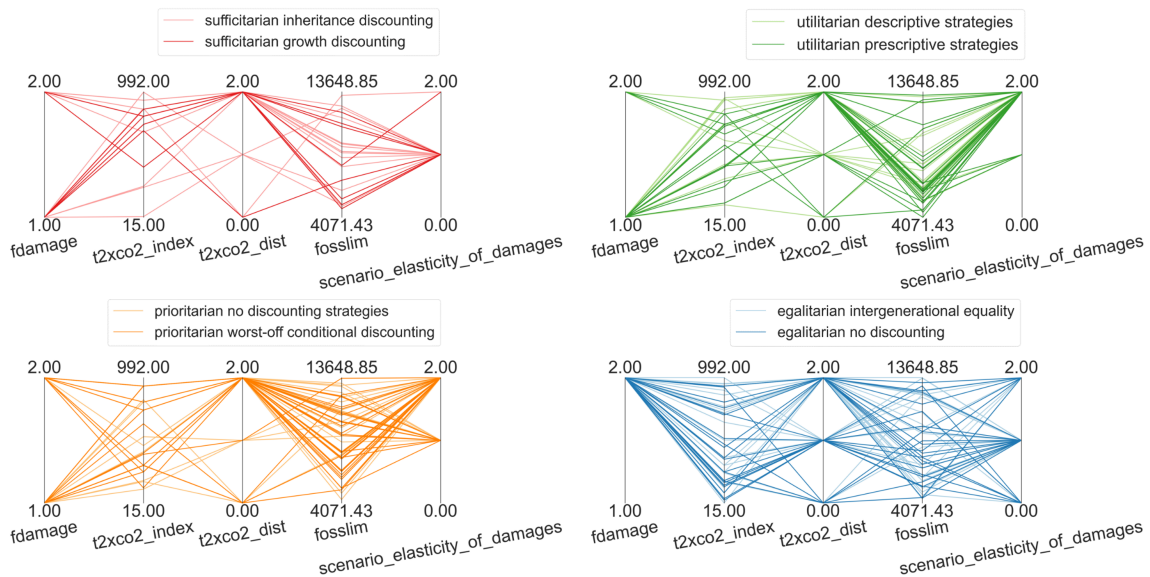 sufficitarian inheritance discounting
sufficitarian growth discounting
2.00 992.00 2.00 13648.85 2.00
1.00 15.00 0.00 4071.43 0.00
fdamage t2xco2_index t2xco2_dist fosslim scenario_elasticity_of_damages
utilitarian descriptive strategies
utilitarian prescriptive strategies
2.00 992.00 2.00 13648.85 2.00
1.00 15.00 0.00 4071.43 0.00
fdamage t2xco2_index t2xco2_dist fosslim scenario_elasticity_of_damages
prioritarian no discounting strategies
prioritarian worst-off conditional discounting
2.00 992.00 2.00 13648.85 2.00
1.00 15.00 0.00 4071.43 0.00
fdamage t2xco2_index t2xco2_dist fosslim scenario_elasticity_of_damages
egalitarian intergenerational equality
egalitarian no discounting
2.00 992.00 2.00 13648.85 2.00
1.00 15.00 0.00 4071.43 0.00
fdamage t2xco2_index t2xco2_dist fosslim scenario_elasticity_of_damages